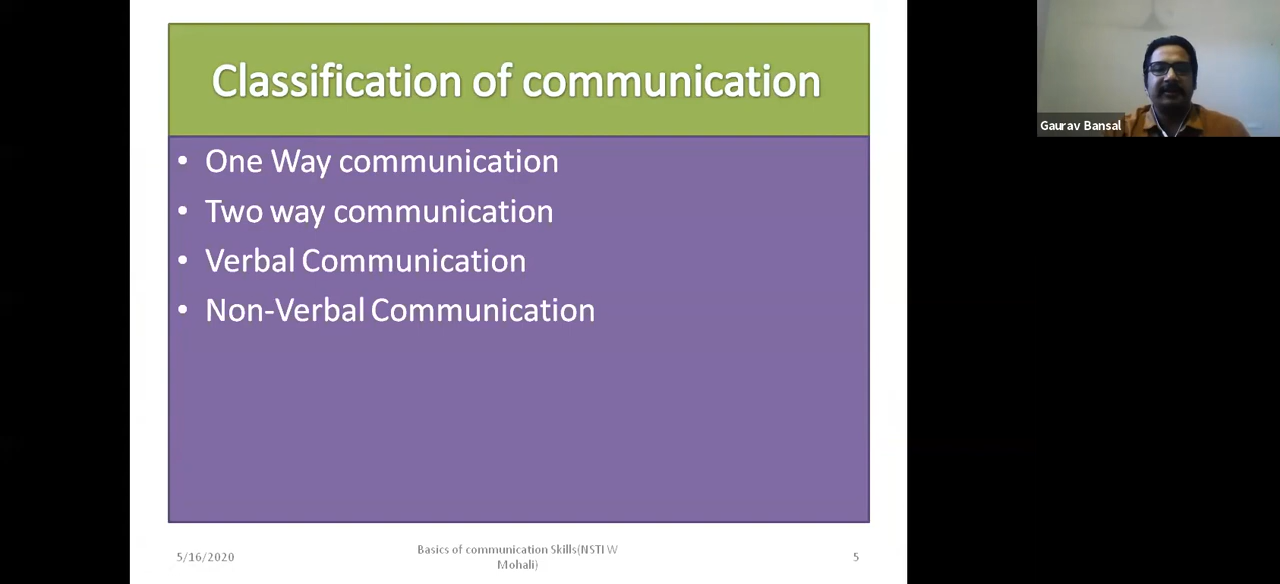 Classification of communication
• One Way communication
• Two way communication
• Verbal Communication
• Non-Verbal Communication
5/16/2020
Basics of communication Skills(NSTI W
Mohali)
5
Gaurav Bansal